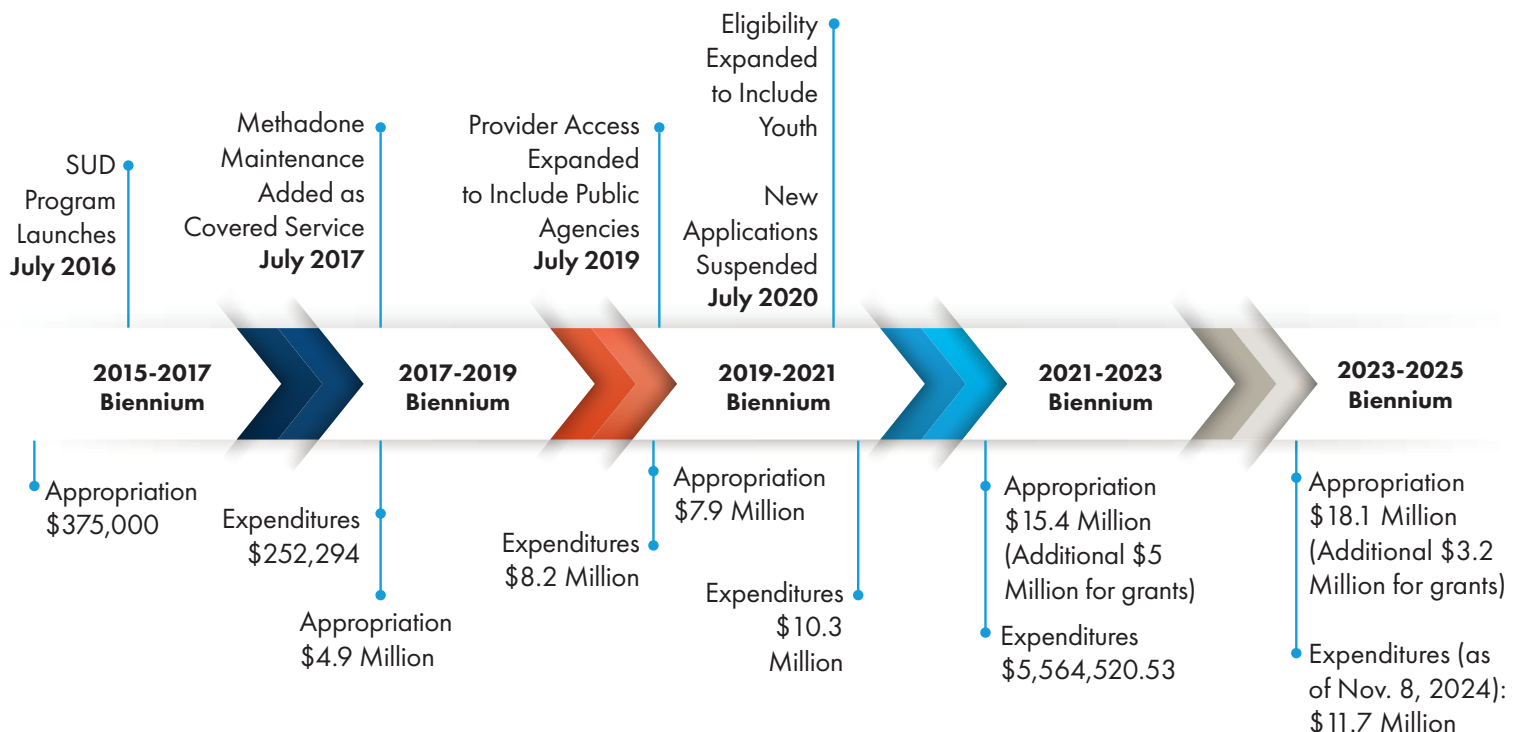 SUD
Program
Launches
July 2016
Methadone
Maintenance
Added as
Covered Service
July 2017
Provider Access
Expanded
to Include Public
Agencies
July 2019
Eligibility
Expanded
to Include
Youth
New
Applications
Suspended
July 2020
2015-2017
Biennium
2017-2019
Biennium
2019-2021
Biennium
2021-2023
Biennium
2023-2025
Biennium
Appropriation
$375,000
Expenditures
$252,294
Appropriation
$4.9 Million
Expenditures
$8.2 Million
Appropriation
$7.9 Million
Expenditures
$10.3
Million
Appropriation
$15.4 Million
(Additional $5
Million for grants)
Expenditures
$5,564,520.53
Appropriation
$18.1 Million
(Additional $3.2
Million for grants)
Expenditures (as
of Nov. 8, 2024):
$11.7 Million